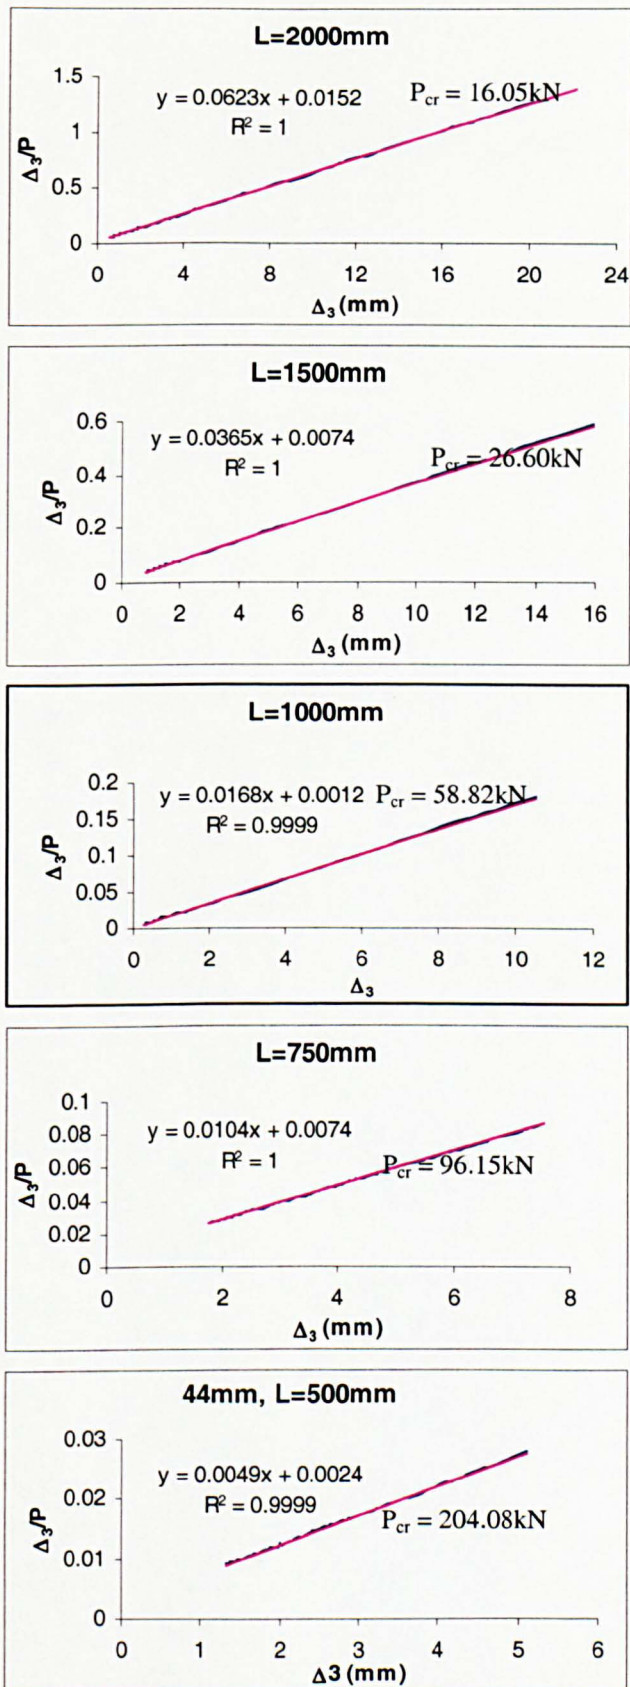 L=2000mm
1.5
y = 0.0623x + 0.0152
P_cr = 16.05kN
R² = 1
1
0.5
0
Δ₃/P
0 4 8 12 16 20 24
Δ₃ (mm)
L=1500mm
0.6
y = 0.0365x + 0.0074
P_cr = 26.60kN
R² = 1
0.4
0.2
0
Δ₃/P
0 2 4 6 8 10 12 14 16
Δ₃ (mm)
L=1000mm
0.2
y = 0.0168x + 0.0012 P_cr = 58.82kN
R² = 0.9999
0.15
0.1
0.05
0
Δ₃/P
0 2 4 6 8 10 12
Δ₃
L=750mm
0.1
y = 0.0104x + 0.0074
0.08
R² = 1
P_cr = 96.15kN
0.06
0.04
0.02
0
Δ₃/P
0 2 4 6 8
Δ₃ (mm)
44mm, L=500mm
0.03
y = 0.0049x + 0.0024
R² = 0.9999
P_cr = 204.08kN
0.02
0.01
0
Δ₃/P
0 1 2 3 4 5 6
Δ3 (mm)